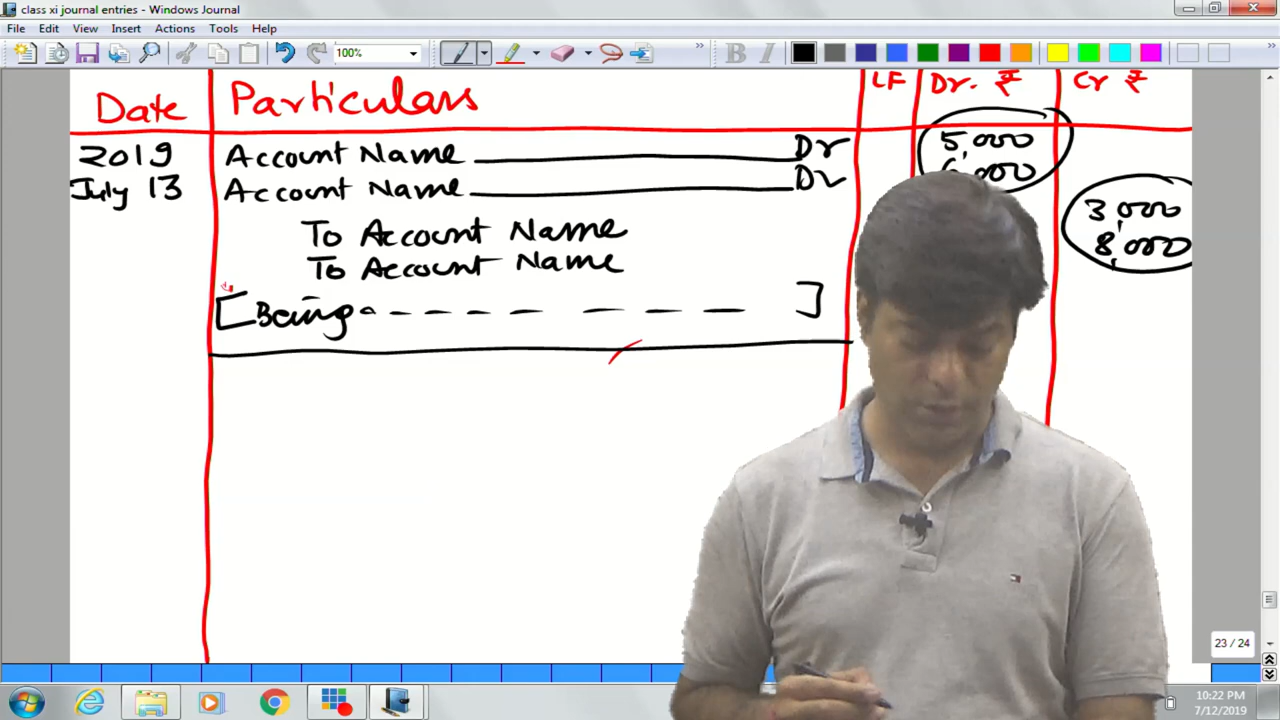 class xi journal entries - Windows Journal
File Edit View Insert Actions Tools Help
100%
B I
Date Particulars LF Dr. ₹ Cr ₹
2019 Account Name Dr 5,000
July 13 Account Name Dr 6,000
To Account Name 3,000
To Account Name 8,000
[Being - - - - - - - ]
23 / 24
10:22 PM
7/12/2019